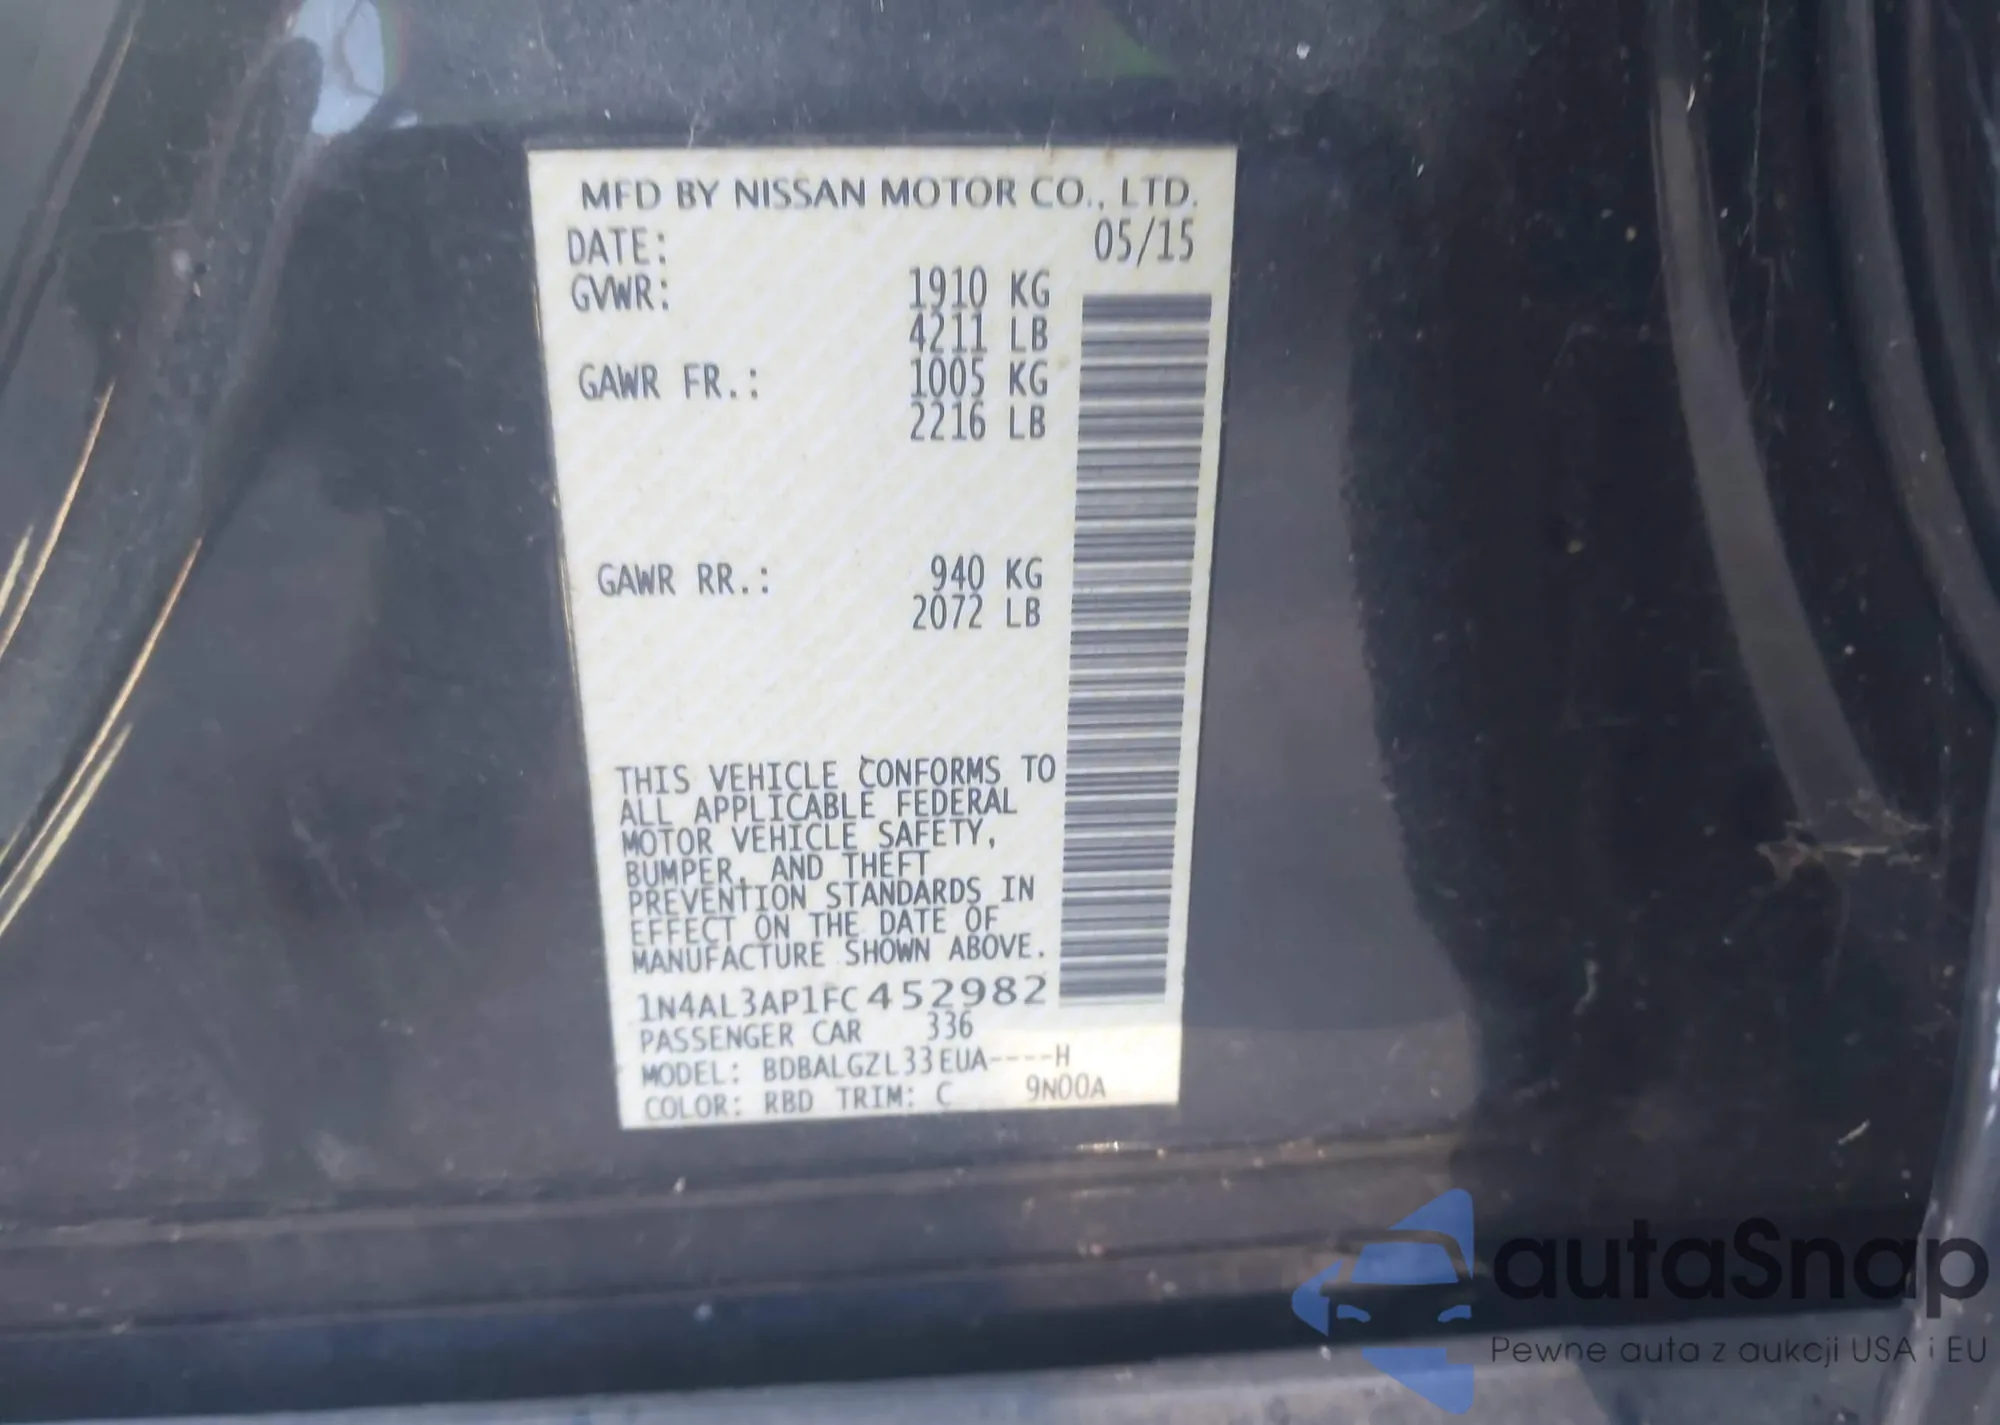 MFD BY NISSAN MOTOR CO., LTD.
DATE: 05/15
GVWR: 1910 KG
4211 LB
GAWR FR.: 1005 KG
2216 LB
GAWR RR.: 940 KG
2072 LB
THIS VEHICLE CONFORMS TO
ALL APPLICABLE FEDERAL
MOTOR VEHICLE SAFETY,
BUMPER, AND THEFT
PREVENTION STANDARDS IN
EFFECT ON THE DATE OF
MANUFACTURE SHOWN ABOVE.
1N4AL3AP1FC452982
PASSENGER CAR 336
MODEL: BDBALGZL33EUA----H
COLOR: RBD TRIM: C 9N00A
autaSnap
Pewne auta z aukcji USA i EU